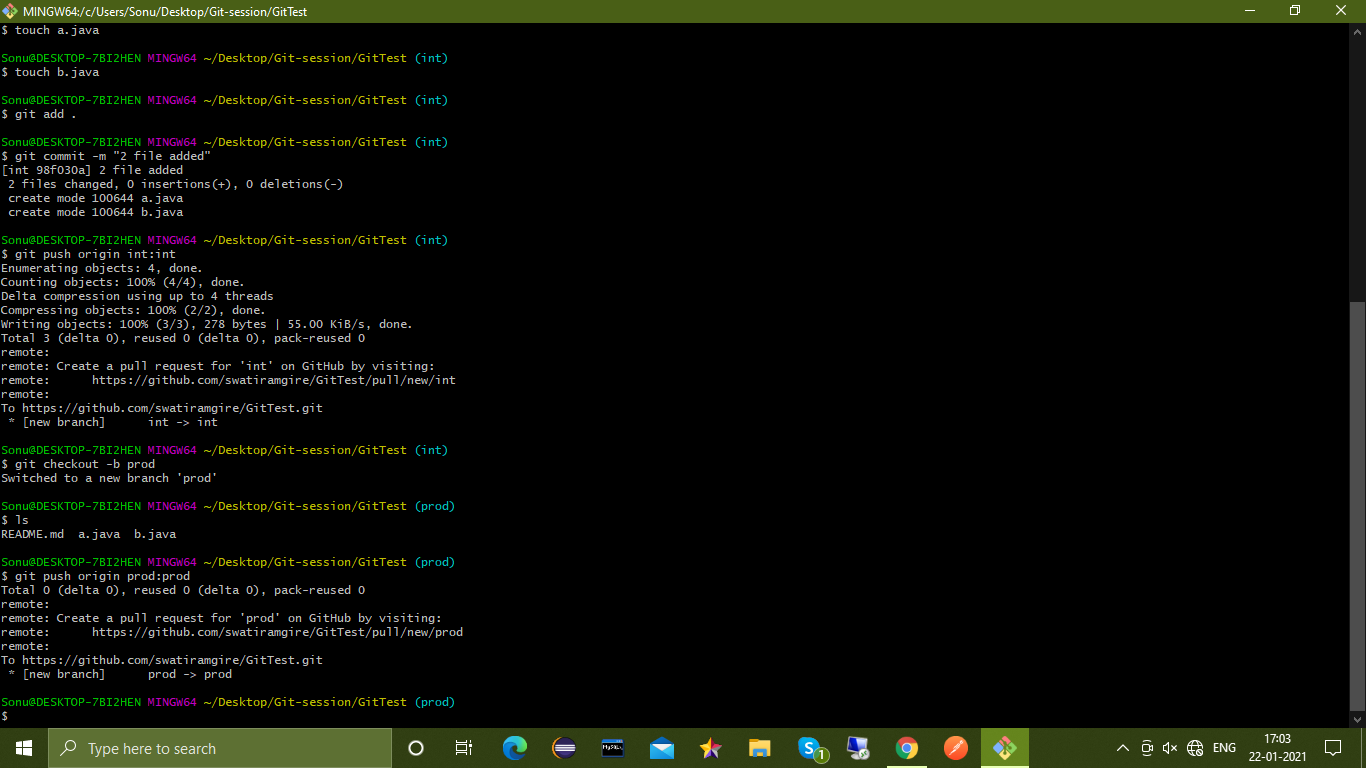 MINGW64:/c/Users/Sonu/Desktop/Git-session/GitTest
$ touch a.java
Sonu@DESKTOP-7BI2HEN MINGW64 ~/Desktop/Git-session/GitTest (int)
$ touch b.java
Sonu@DESKTOP-7BI2HEN MINGW64 ~/Desktop/Git-session/GitTest (int)
$ git add .
Sonu@DESKTOP-7BI2HEN MINGW64 ~/Desktop/Git-session/GitTest (int)
$ git commit -m "2 file added"
[int 98f030a] 2 file added
2 files changed, 0 insertions(+), 0 deletions(-)
create mode 100644 a.java
create mode 100644 b.java
Sonu@DESKTOP-7BI2HEN MINGW64 ~/Desktop/Git-session/GitTest (int)
$ git push origin int:int
Enumerating objects: 4, done.
Counting objects: 100% (4/4), done.
Delta compression using up to 4 threads
Compressing objects: 100% (2/2), done.
Writing objects: 100% (3/3), 278 bytes | 55.00 KiB/s, done.
Total 3 (delta 0), reused 0 (delta 0), pack-reused 0
remote:
remote: Create a pull request for 'int' on GitHub by visiting:
remote:      https://github.com/swatiramgire/GitTest/pull/new/int
remote:
To https://github.com/swatiramgire/GitTest.git
* [new branch]      int -> int
Sonu@DESKTOP-7BI2HEN MINGW64 ~/Desktop/Git-session/GitTest (int)
$ git checkout -b prod
Switched to a new branch 'prod'
Sonu@DESKTOP-7BI2HEN MINGW64 ~/Desktop/Git-session/GitTest (prod)
$ ls
README.md  a.java  b.java
Sonu@DESKTOP-7BI2HEN MINGW64 ~/Desktop/Git-session/GitTest (prod)
$ git push origin prod:prod
Total 0 (delta 0), reused 0 (delta 0), pack-reused 0
remote:
remote: Create a pull request for 'prod' on GitHub by visiting:
remote:      https://github.com/swatiramgire/GitTest/pull/new/prod
remote:
To https://github.com/swatiramgire/GitTest.git
* [new branch]      prod -> prod
Sonu@DESKTOP-7BI2HEN MINGW64 ~/Desktop/Git-session/GitTest (prod)
$
Type here to search
MySQL
S 1
ENG
17:03
22-01-2021